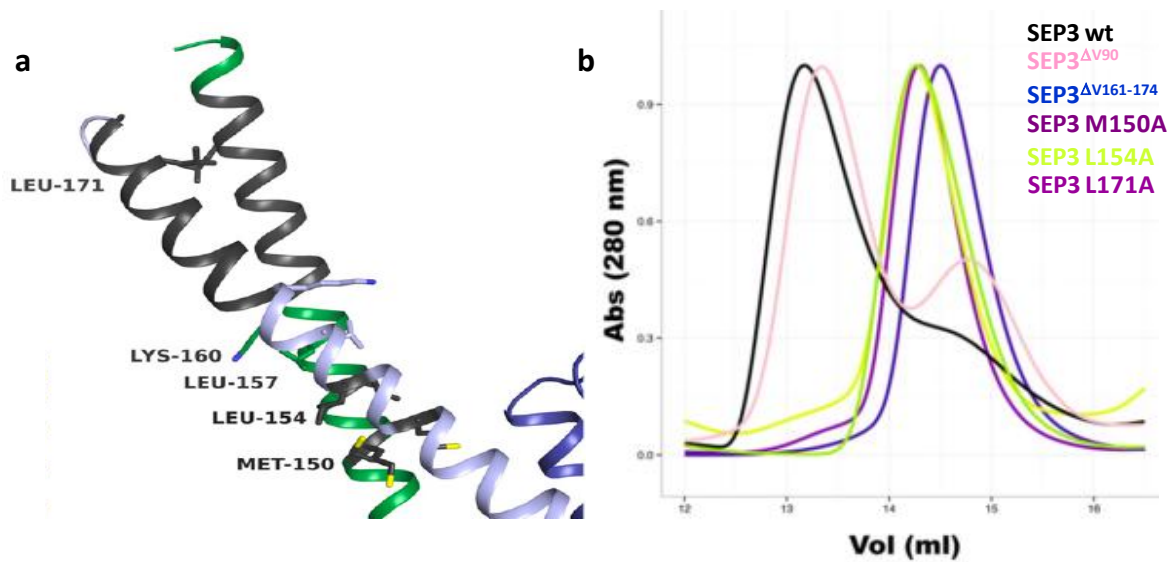 a
LEU-171
LYS-160
LEU-157
LEU-154
MET-150
b
SEP3 wt
SEP3ΔV90
SEP3ΔV161-174
SEP3 M150A
SEP3 L154A
SEP3 L171A
Abs (280 nm)
0.9
0.6
0.3
0.0
12 13 14 15 16
Vol (ml)